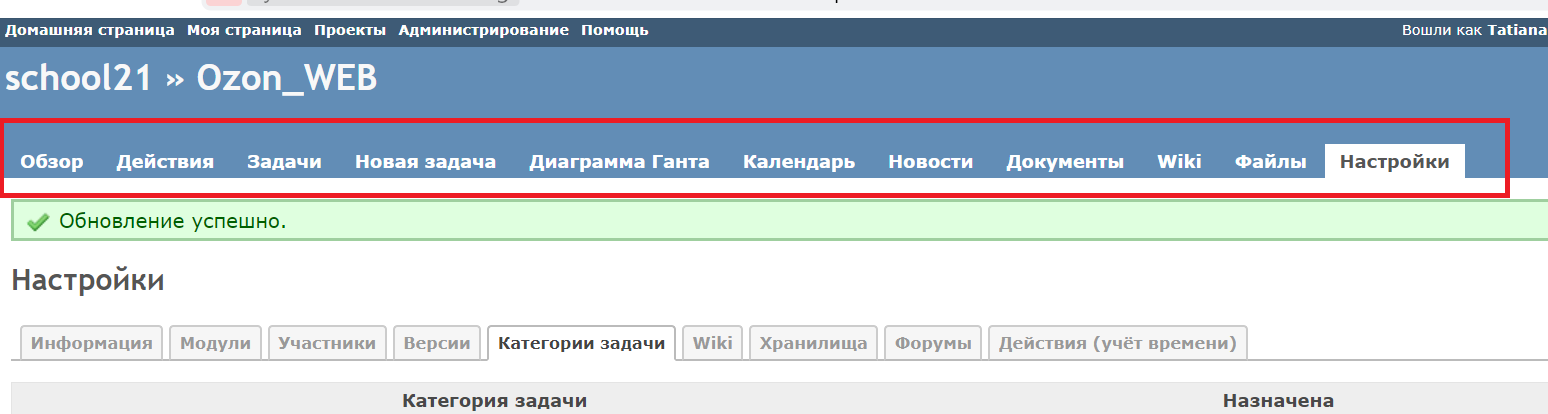 Домашняя страница Моя страница Проекты Администрирование Помощь Вошли как Tatiana
school21 » Ozon_WEB
Обзор Действия Задачи Новая задача Диаграмма Ганта Календарь Новости Документы Wiki Файлы Настройки
Обновление успешно.
Настройки
Информация Модули Участники Версии Категории задачи Wiki Хранилища Форумы Действия (учёт времени)
Категория задачи Назначена